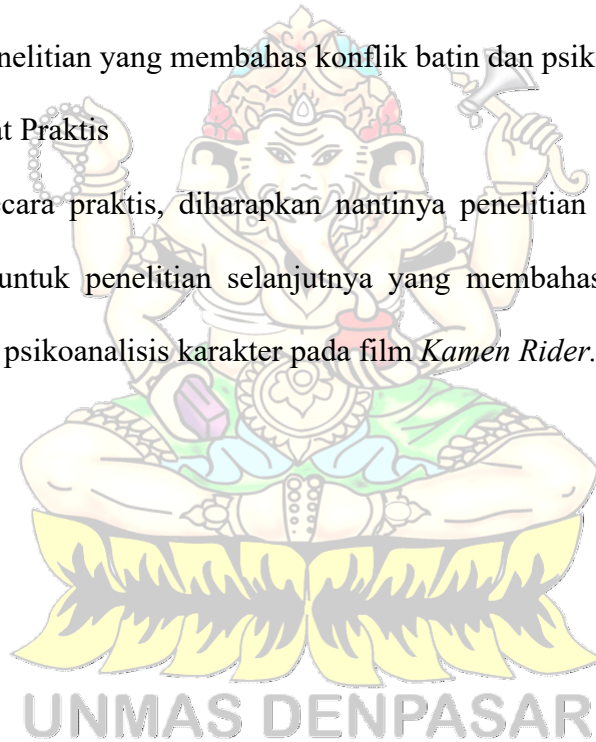 nelitian yang membahas konflik batin dan psik
at Praktis
cara praktis, diharapkan nantinya penelitian
untuk penelitian selanjutnya yang membahas
psikoanalisis karakter pada film Kamen Rider.
UNMAS DENPASAR